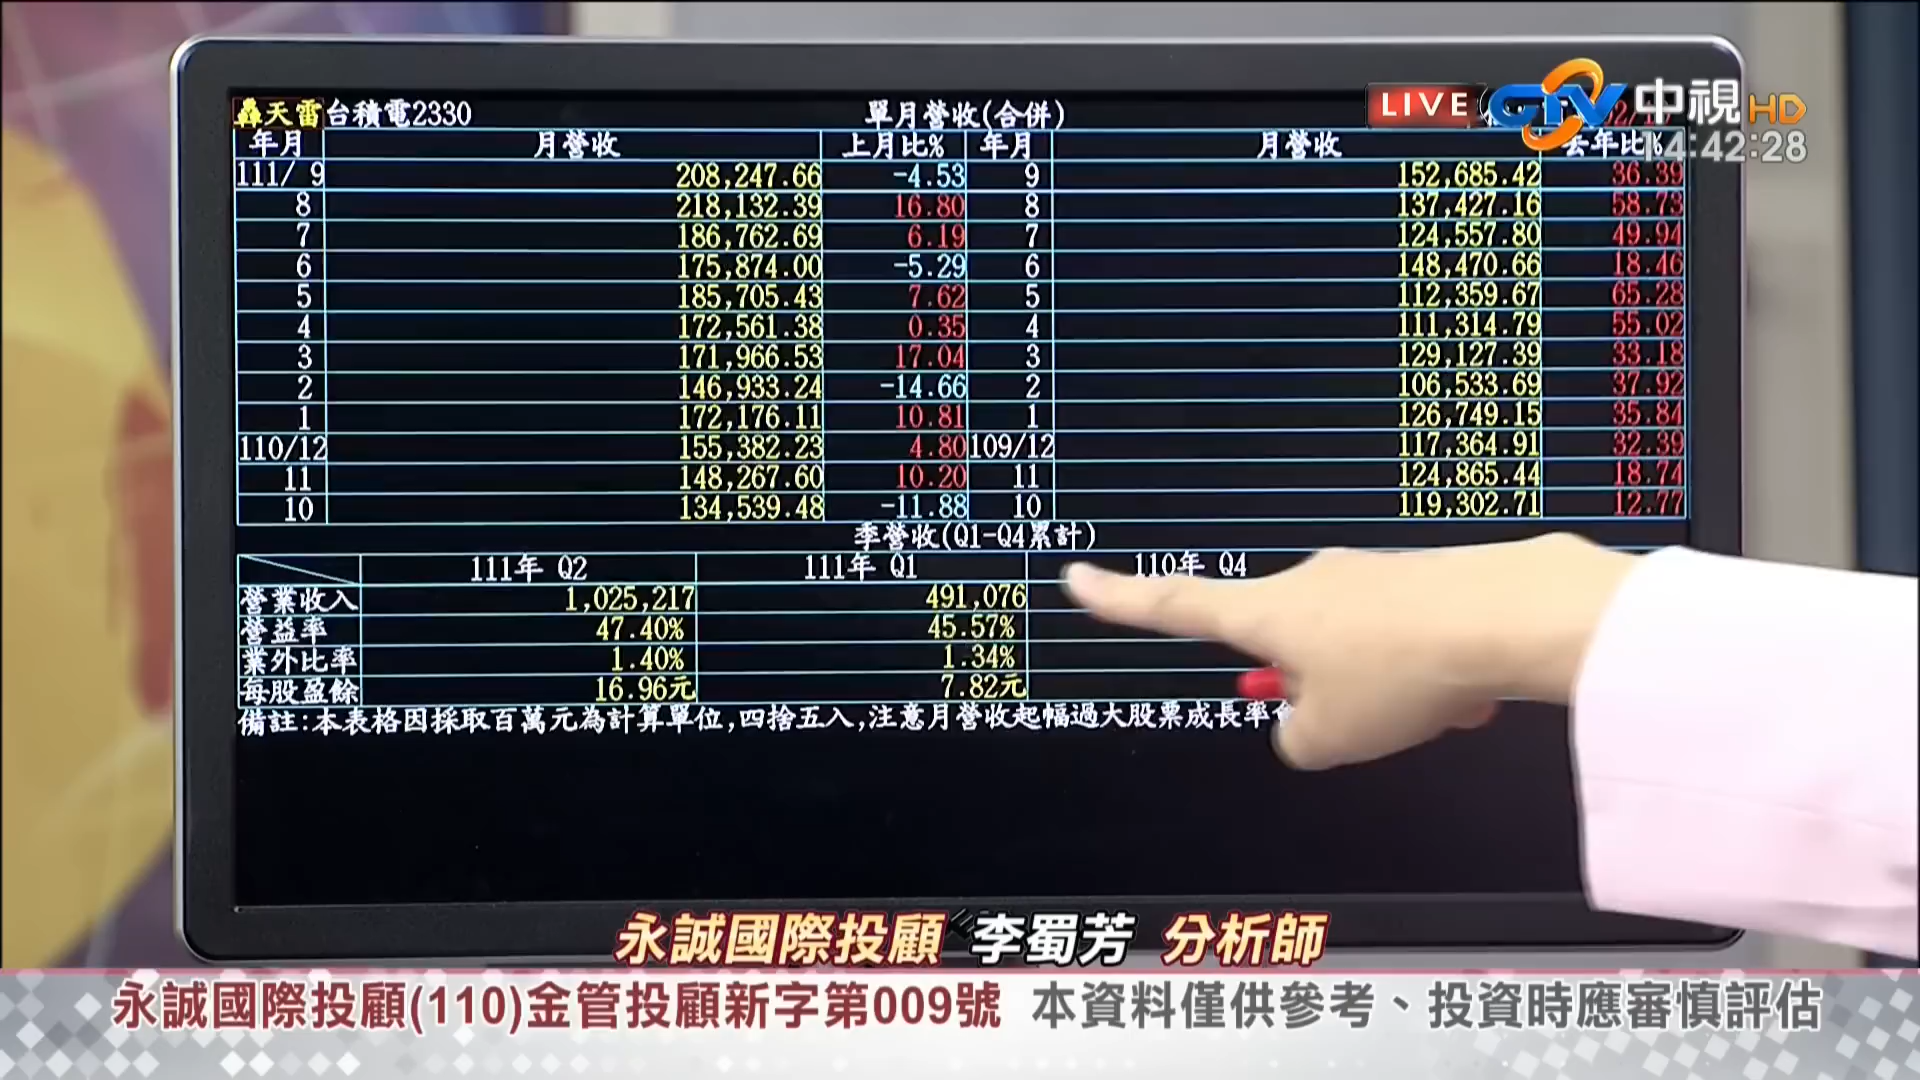 轟天雷台積電2330 單月營收(合併)
LIVE CTV 中視 HD
14:42:28
年月 月營收 上月比% 年月 月營收 去年比%
111/ 9 208,247.66 -4.53 9 152,685.42 36.39
8 218,132.39 16.80 8 137,427.16 58.73
7 186,762.69 6.19 7 124,557.80 49.94
6 175,874.00 -5.29 6 148,470.66 18.46
5 185,705.43 7.62 5 112,359.67 65.28
4 172,561.38 0.35 4 111,314.79 55.02
3 171,966.53 17.04 3 129,127.39 33.18
2 146,933.24 -14.66 2 106,533.69 37.92
1 172,176.11 10.81 1 126,749.15 35.84
110/12 155,382.23 4.80 109/12 117,364.91 32.39
11 148,267.60 10.20 11 124,865.44 18.74
10 134,539.48 -11.88 10 119,302.71 12.77
季營收(Q1-Q4累計)
111年 Q2 111年 Q1 110年 Q4
營業收入 1,025,217 491,076
營益率 47.40% 45.57%
業外比率 1.40% 1.34%
每股盈餘 16.96元 7.82元
備註:本表格因採取百萬元為計算單位,四捨五入,注意月營收起幅過大股票成長率
永誠國際投顧 李蜀芳 分析師
永誠國際投顧(110)金管投顧新字第009號 本資料僅供參考、投資時應審慎評估